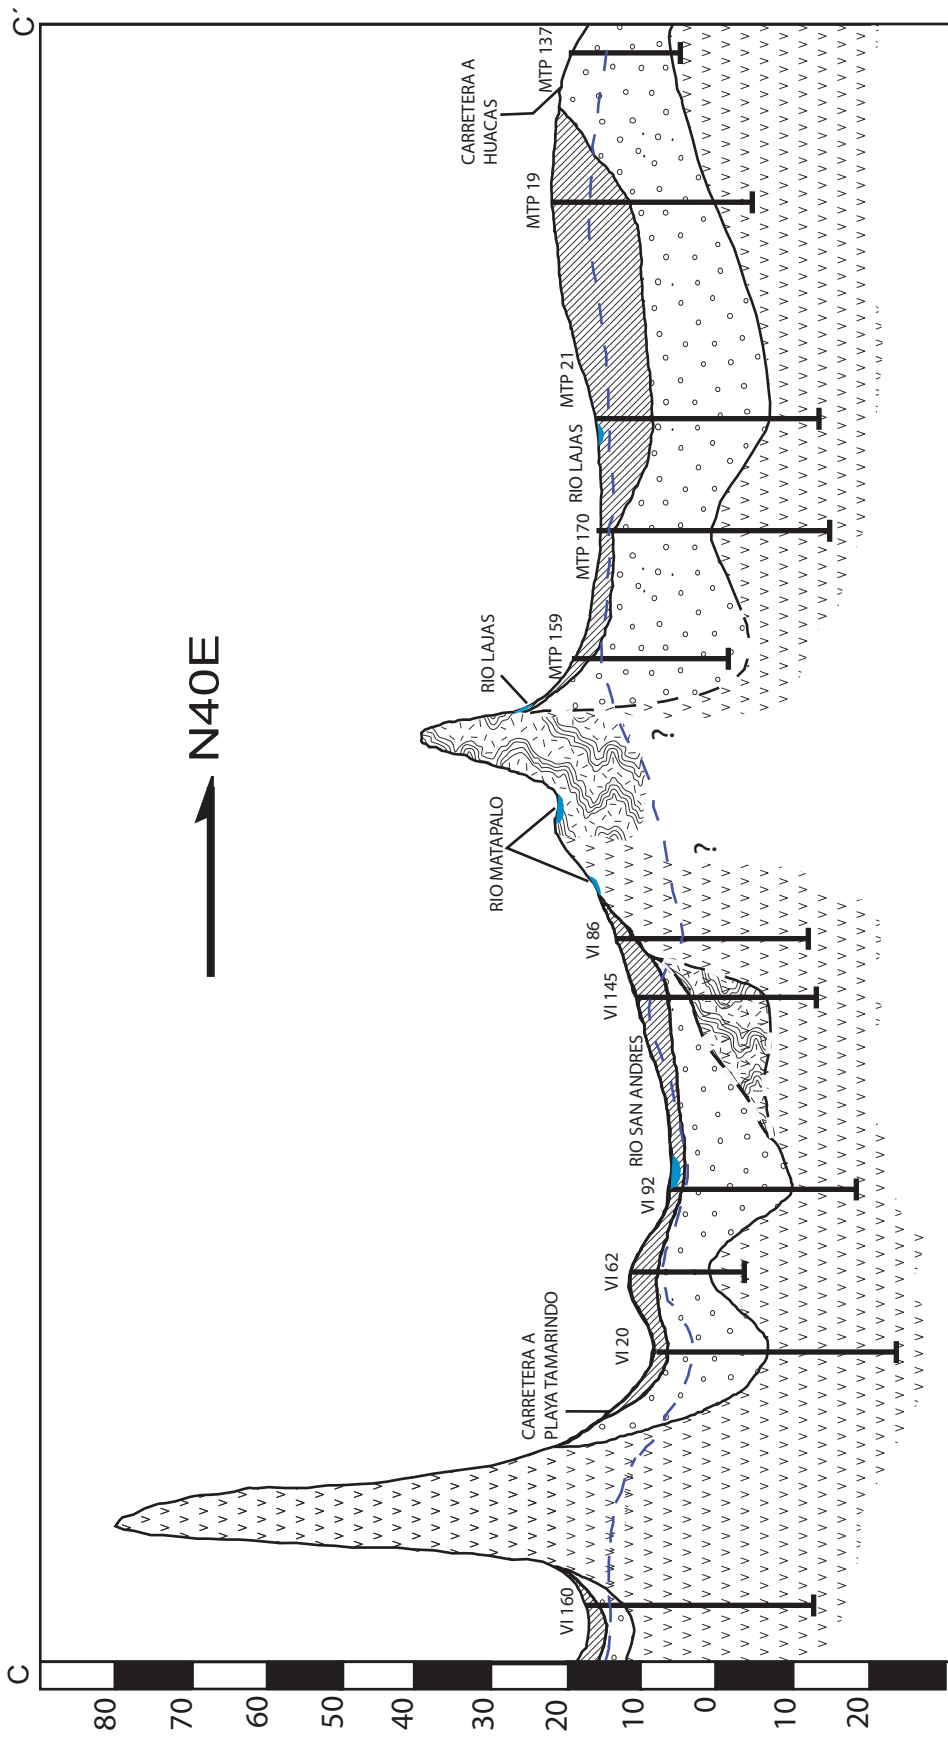 C
C´
N40E
80
70
60
50
40
30
20
10
0
10
20
VI 160
CARRETERA A
PLAYA TAMARINDO
VI 20
VI 62
VI 92
RIO SAN ANDRES
VI 145
VI 86
RIO MATAPALO
?
?
RIO LAJAS
MTP 159
MTP 170
RIO LAJAS
MTP 21
MTP 19
CARRETERA A
HUACAS
MTP 137